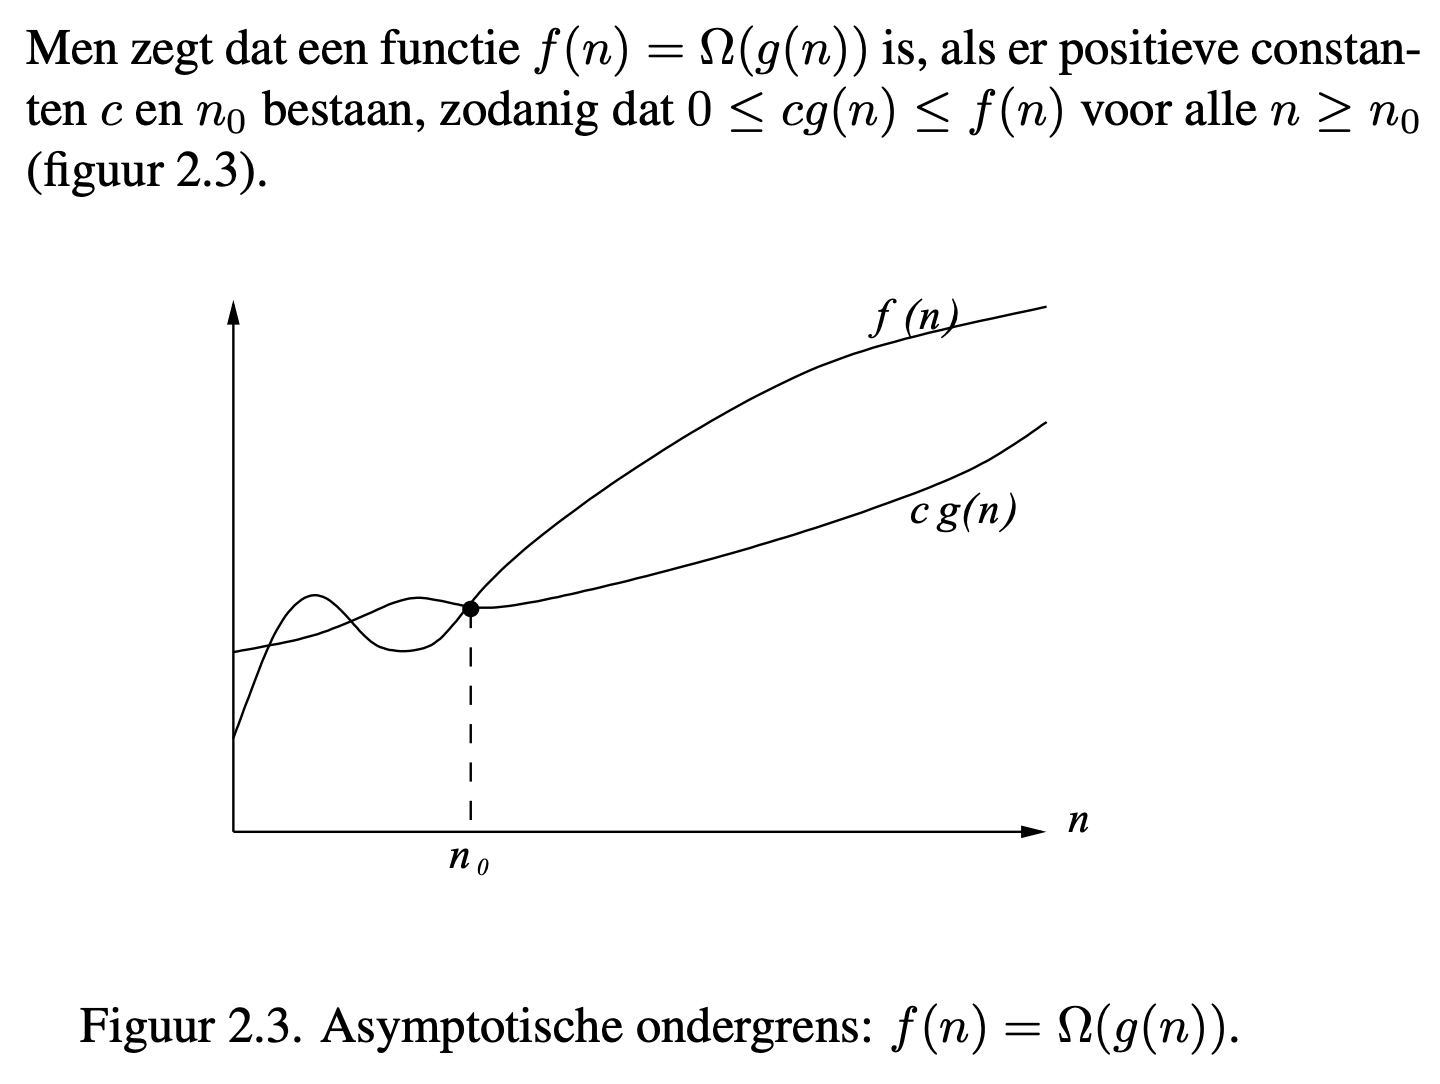 Men zegt dat een functie f(n) = Ω(g(n)) is, als er positieve constan-
ten c en n₀ bestaan, zodanig dat 0 ≤ cg(n) ≤ f(n) voor alle n ≥ n₀
(figuur 2.3).
f (n)
c g(n)
n
n₀
Figuur 2.3. Asymptotische ondergrens: f(n) = Ω(g(n)).